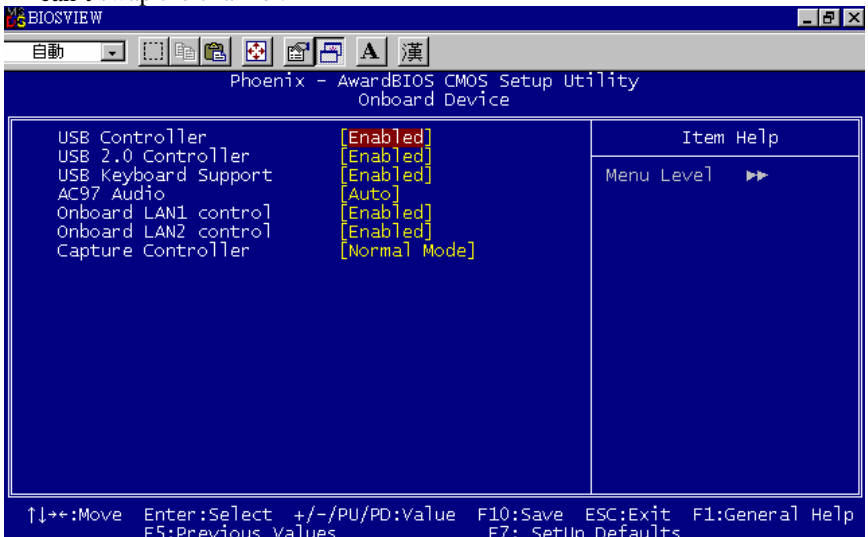 BIOSVIEW
自動
A 漢
Phoenix - AwardBIOS CMOS Setup Utility
Onboard Device
USB Controller [Enabled]
USB 2.0 Controller [Enabled]
USB Keyboard Support [Enabled]
AC97 Audio [Auto]
Onboard LAN1 control [Enabled]
Onboard LAN2 control [Enabled]
Capture Controller [Normal Mode]
Item Help
Menu Level ▶▶
↑↓→←:Move Enter:Select +/-/PU/PD:Value F10:Save ESC:Exit F1:General Help
F5:Previous Values F7: SetUp Defaults